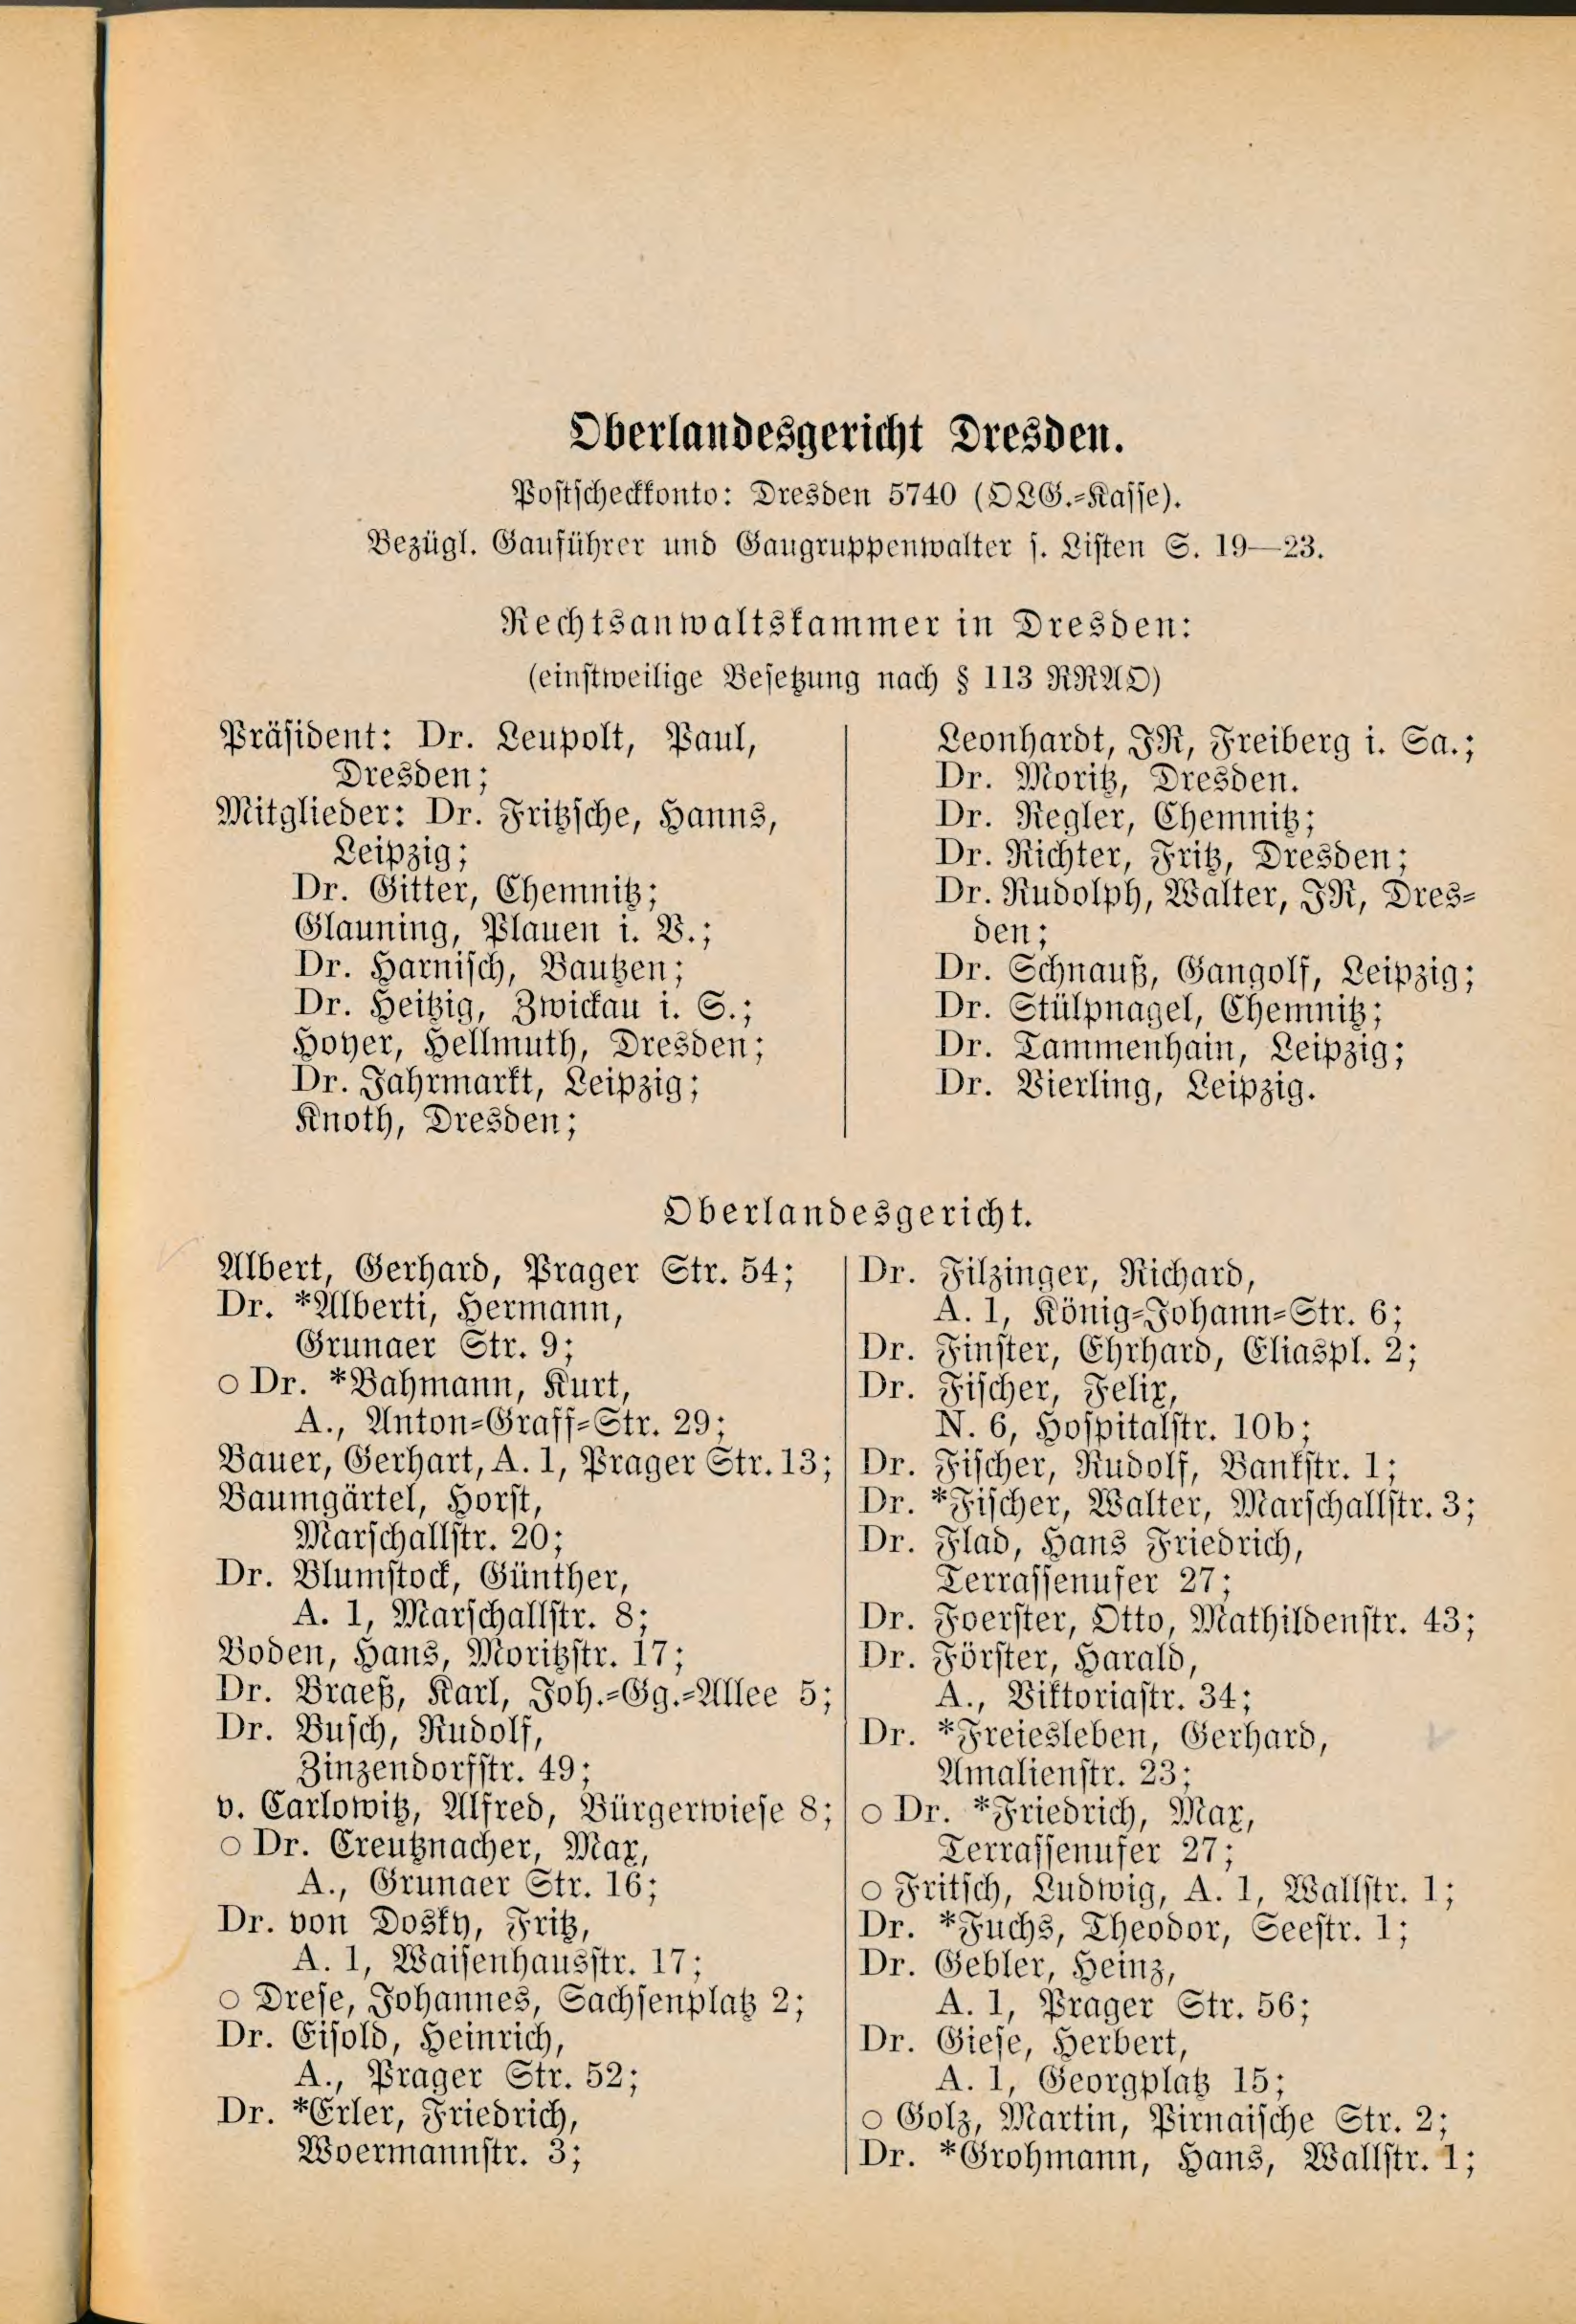 Oberlandesgericht Dresden.
Postscheckkonto: Dresden 5740 (OLG.-Kasse).
Bezügl. Gauführer und Gaugruppenwalter s. Listen S. 19—23.
Rechtsanwaltskammer in Dresden:
(einstweilige Besetzung nach § 113 RRAO)
Präsident: Dr. Leupolt, Paul,
Dresden;
Mitglieder: Dr. Fritzsche, Hanns,
Leipzig;
Dr. Gitter, Chemnitz;
Glauning, Plauen i. V.;
Dr. Harnisch, Bautzen;
Dr. Heitzig, Zwickau i. S.;
Hoyer, Hellmuth, Dresden;
Dr. Jahrmarkt, Leipzig;
Knoth, Dresden;
Leonhardt, JR, Freiberg i. Sa.;
Dr. Moritz, Dresden.
Dr. Regler, Chemnitz;
Dr. Richter, Fritz, Dresden;
Dr. Rudolph, Walter, JR, Dres-
den;
Dr. Schnauß, Gangolf, Leipzig;
Dr. Stülpnagel, Chemnitz;
Dr. Tammenhain, Leipzig;
Dr. Vierling, Leipzig.
Oberlandesgericht.
Albert, Gerhard, Prager Str. 54;
Dr. *Alberti, Hermann,
Grunaer Str. 9;
○ Dr. *Bahmann, Kurt,
A., Anton-Graff-Str. 29;
Bauer, Gerhart, A. 1, Prager Str. 13;
Baumgärtel, Horst,
Marschallstr. 20;
Dr. Blumstock, Günther,
A. 1, Marschallstr. 8;
Boden, Hans, Moritzstr. 17;
Dr. Braeß, Karl, Joh.-Gg.-Allee 5;
Dr. Busch, Rudolf,
Zinzendorfstr. 49;
v. Carlowitz, Alfred, Bürgerwiese 8;
○ Dr. Creutznacher, Max,
A., Grunaer Str. 16;
Dr. von Dosky, Fritz,
A. 1, Waisenhausstr. 17;
○ Drese, Johannes, Sachsenplatz 2;
Dr. Eisold, Heinrich,
A., Prager Str. 52;
Dr. *Erler, Friedrich,
Woermannstr. 3;
Dr. Filzinger, Richard,
A. 1, König-Johann-Str. 6;
Dr. Finster, Ehrhard, Eliaspl. 2;
Dr. Fischer, Felix,
N. 6, Hospitalstr. 10b;
Dr. Fischer, Rudolf, Bankstr. 1;
Dr. *Fischer, Walter, Marschallstr. 3;
Dr. Flad, Hans Friedrich,
Terrassenufer 27;
Dr. Foerster, Otto, Mathildenstr. 43;
Dr. Förster, Harald,
A., Viktoriastr. 34;
Dr. *Freiesleben, Gerhard,
Amalienstr. 23;
○ Dr. *Friedrich, Max,
Terrassenufer 27;
○ Fritsch, Ludwig, A. 1, Wallstr. 1;
Dr. *Fuchs, Theodor, Seestr. 1;
Dr. Gebler, Heinz,
A. 1, Prager Str. 56;
Dr. Giese, Herbert,
A. 1, Georgplatz 15;
○ Golz, Martin, Pirnaische Str. 2;
Dr. *Grohmann, Hans, Wallstr. 1;